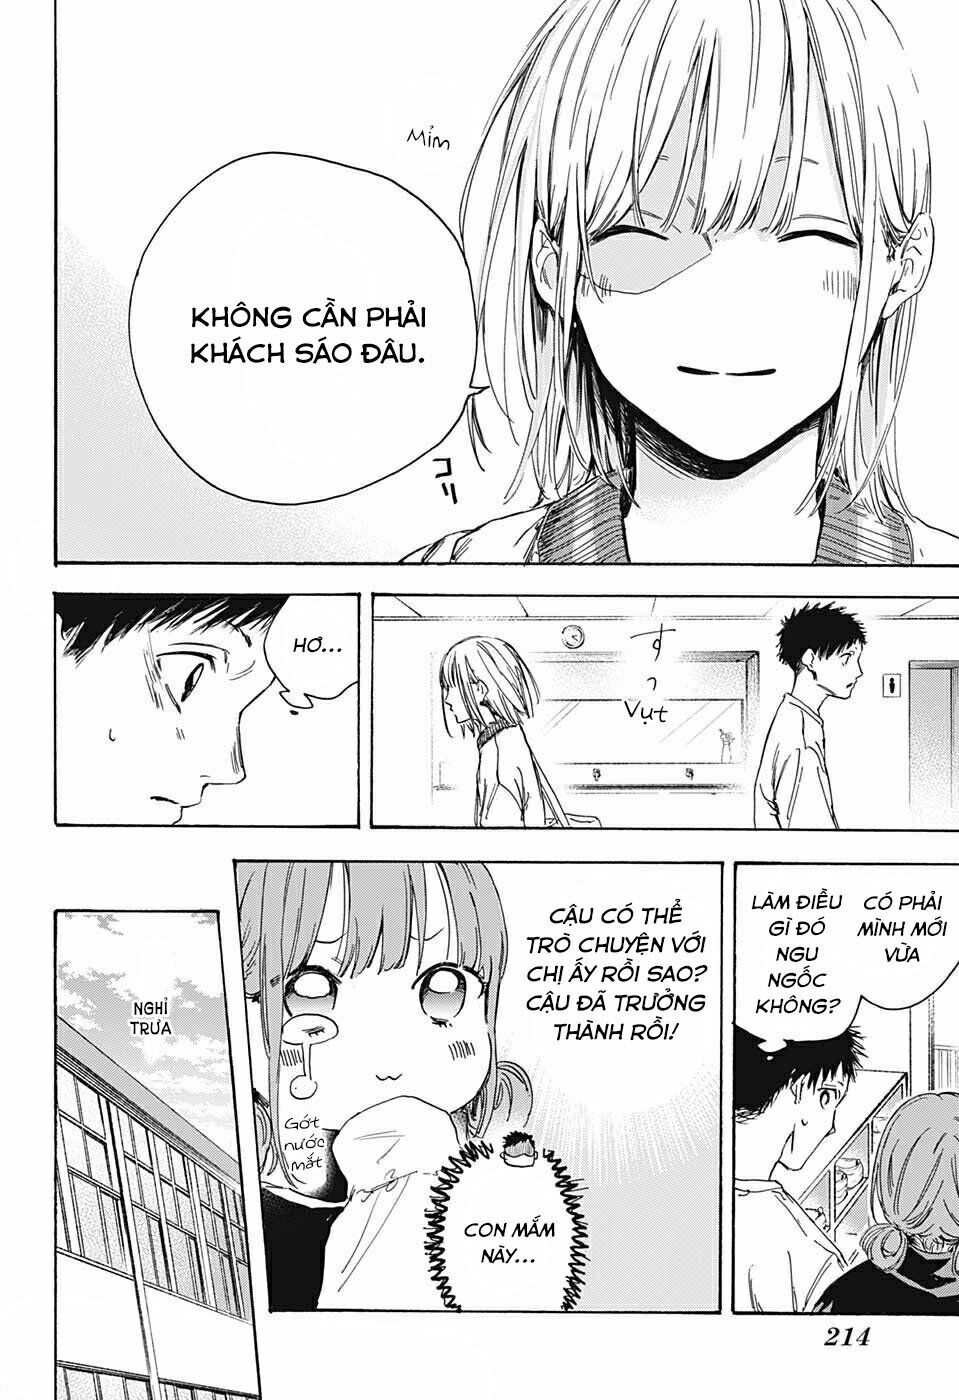 Mỉm
KHÔNG CẦN PHẢI
KHÁCH SÁO ĐÂU.
コリ
すっ
Vụt
HƠ...
CÓ PHẢI
MÌNH MỚI
VỪA
LÀM ĐIỀU
GÌ ĐÓ
NGU
NGỐC
KHÔNG?
CẬU CÓ THỂ
TRÒ CHUYỆN VỚI
CHỊ ẤY RỒI SAO?
CẬU ĐÃ TRƯỞNG
THÀNH RỒI!
Gớt
nước
mắt
CON MẮM
NÀY...
NGHỈ
TRƯA
214